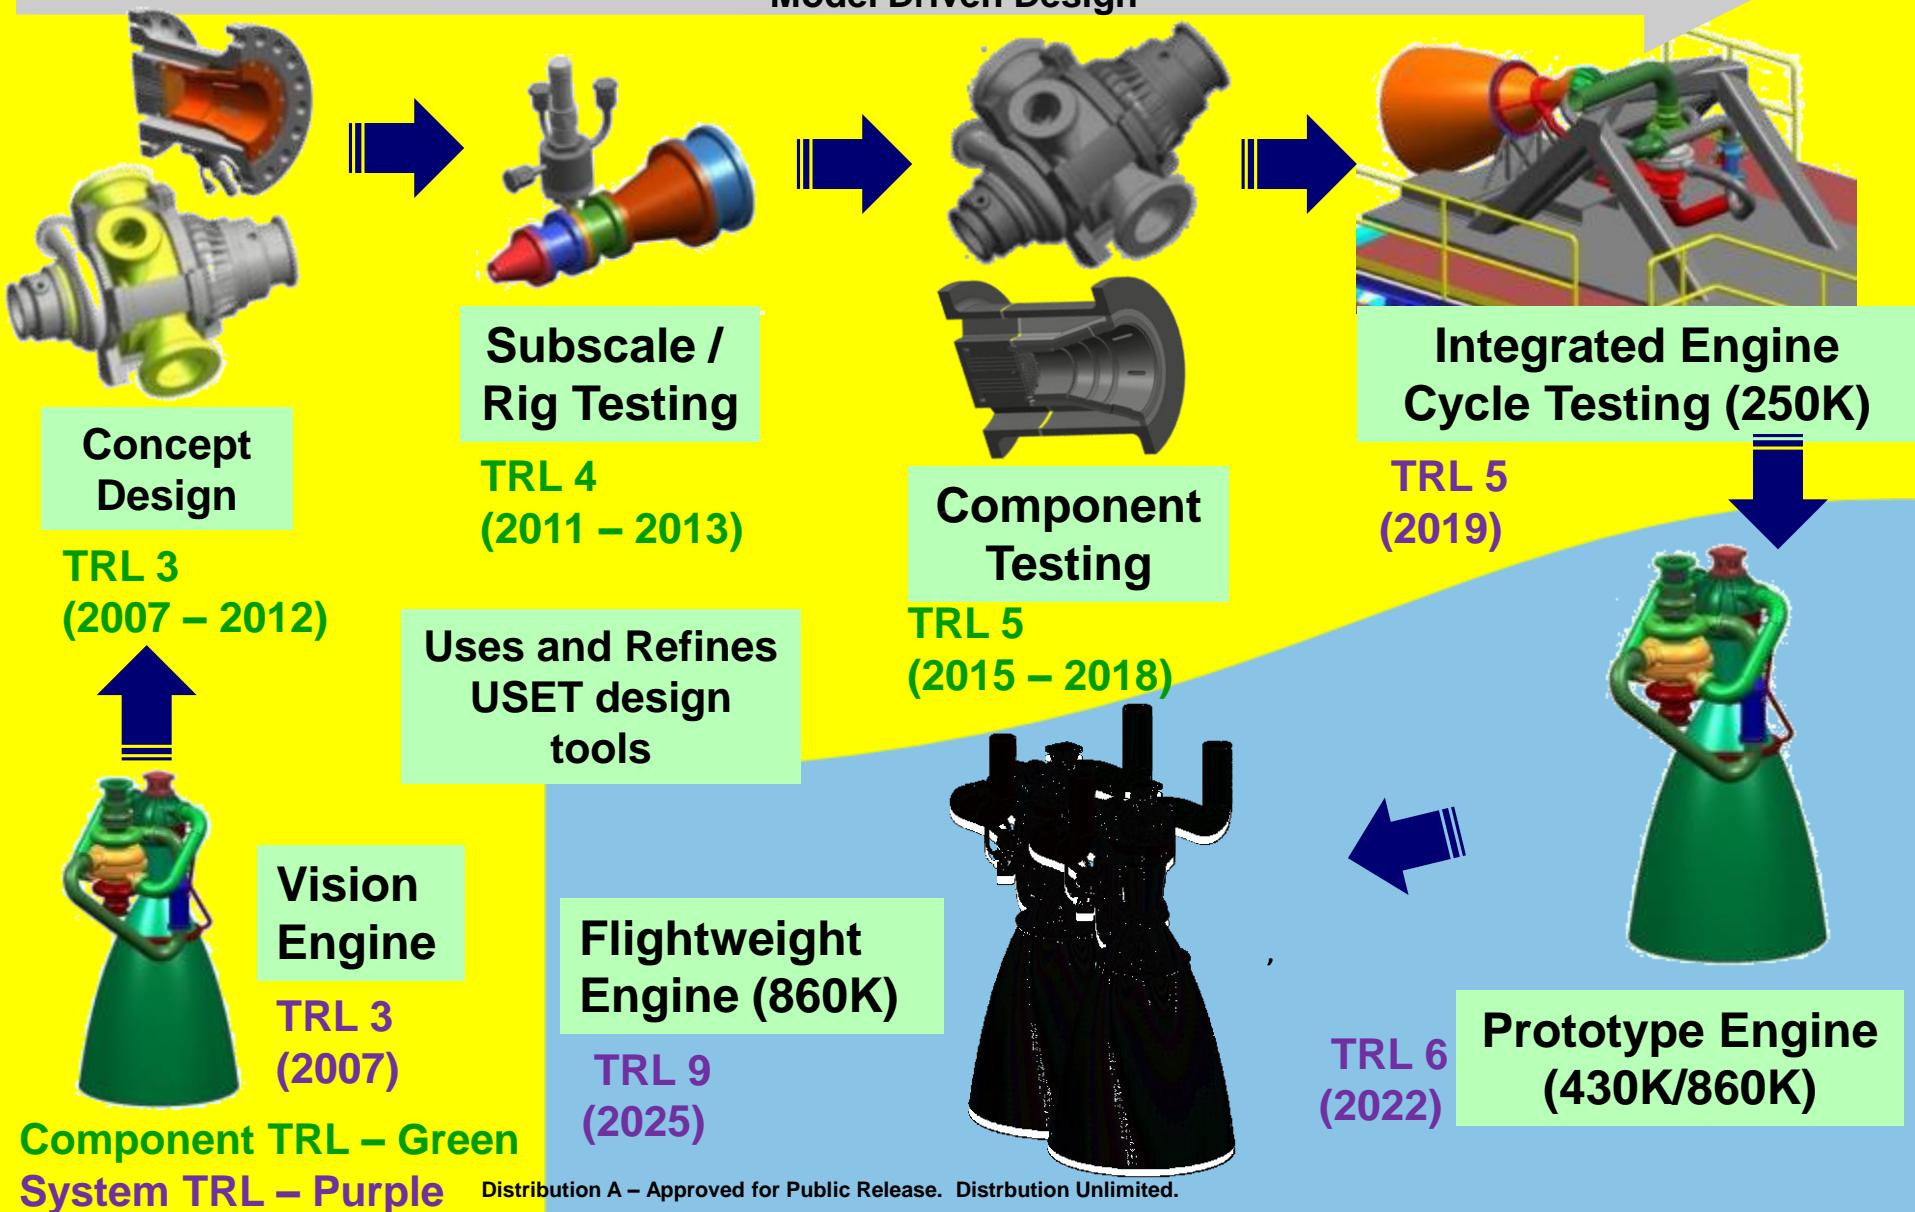 Model Driven Design
Concept
Design
TRL 3
(2007 – 2012)
Subscale /
Rig Testing
TRL 4
(2011 – 2013)
Component
Testing
TRL 5
(2015 – 2018)
Integrated Engine
Cycle Testing (250K)
TRL 5
(2019)
Uses and Refines
USET design
tools
Vision
Engine
TRL 3
(2007)
Flightweight
Engine (860K)
TRL 9
(2025)
,
Prototype Engine
(430K/860K)
TRL 6
(2022)
Component TRL – Green
System TRL – Purple
Distribution A – Approved for Public Release.  Distrbution Unlimited.